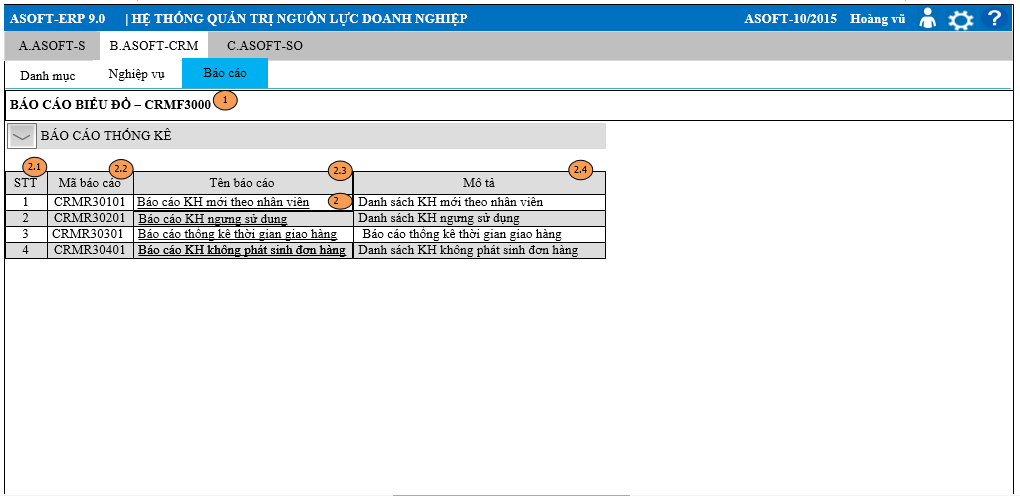 ASOFT-ERP 9.0 | HỆ THỐNG QUẢN TRỊ NGUỒN LỰC DOANH NGHIỆP ASOFT-10/2015 Hoàng vũ ?
A.ASOFT-S B.ASOFT-CRM C.ASOFT-SO
Danh mục Nghiệp vụ Báo cáo
BÁO CÁO BIỂU ĐỒ – CRMF3000 1
BÁO CÁO THỐNG KÊ
2.1 2.2 2.3 2.4
STT Mã báo cáo Tên báo cáo Mô tả
1 CRMR30101 Báo cáo KH mới theo nhân viên 2 Danh sách KH mới theo nhân viên
2 CRMR30201 Báo cáo KH ngưng sử dụng Danh sách KH ngưng sử dụng
3 CRMR30301 Báo cáo thống kê thời gian giao hàng Báo cáo thống kê thời gian giao hàng
4 CRMR30401 Báo cáo KH không phát sinh đơn hàng Danh sách KH không phát sinh đơn hàng